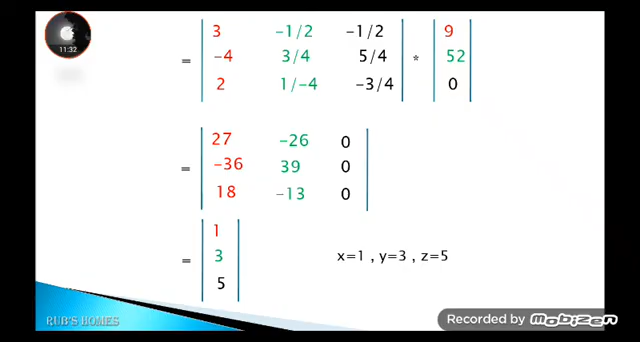 3 -1/2 -1/2 9
= -4 3/4 5/4 * 52
2 1/-4 -3/4 0
27 -26 0
= -36 39 0
18 -13 0
1
= 3 x=1 , y=3 , z=5
5
11:32
RUB'S HOMES
Recorded by Mobizen